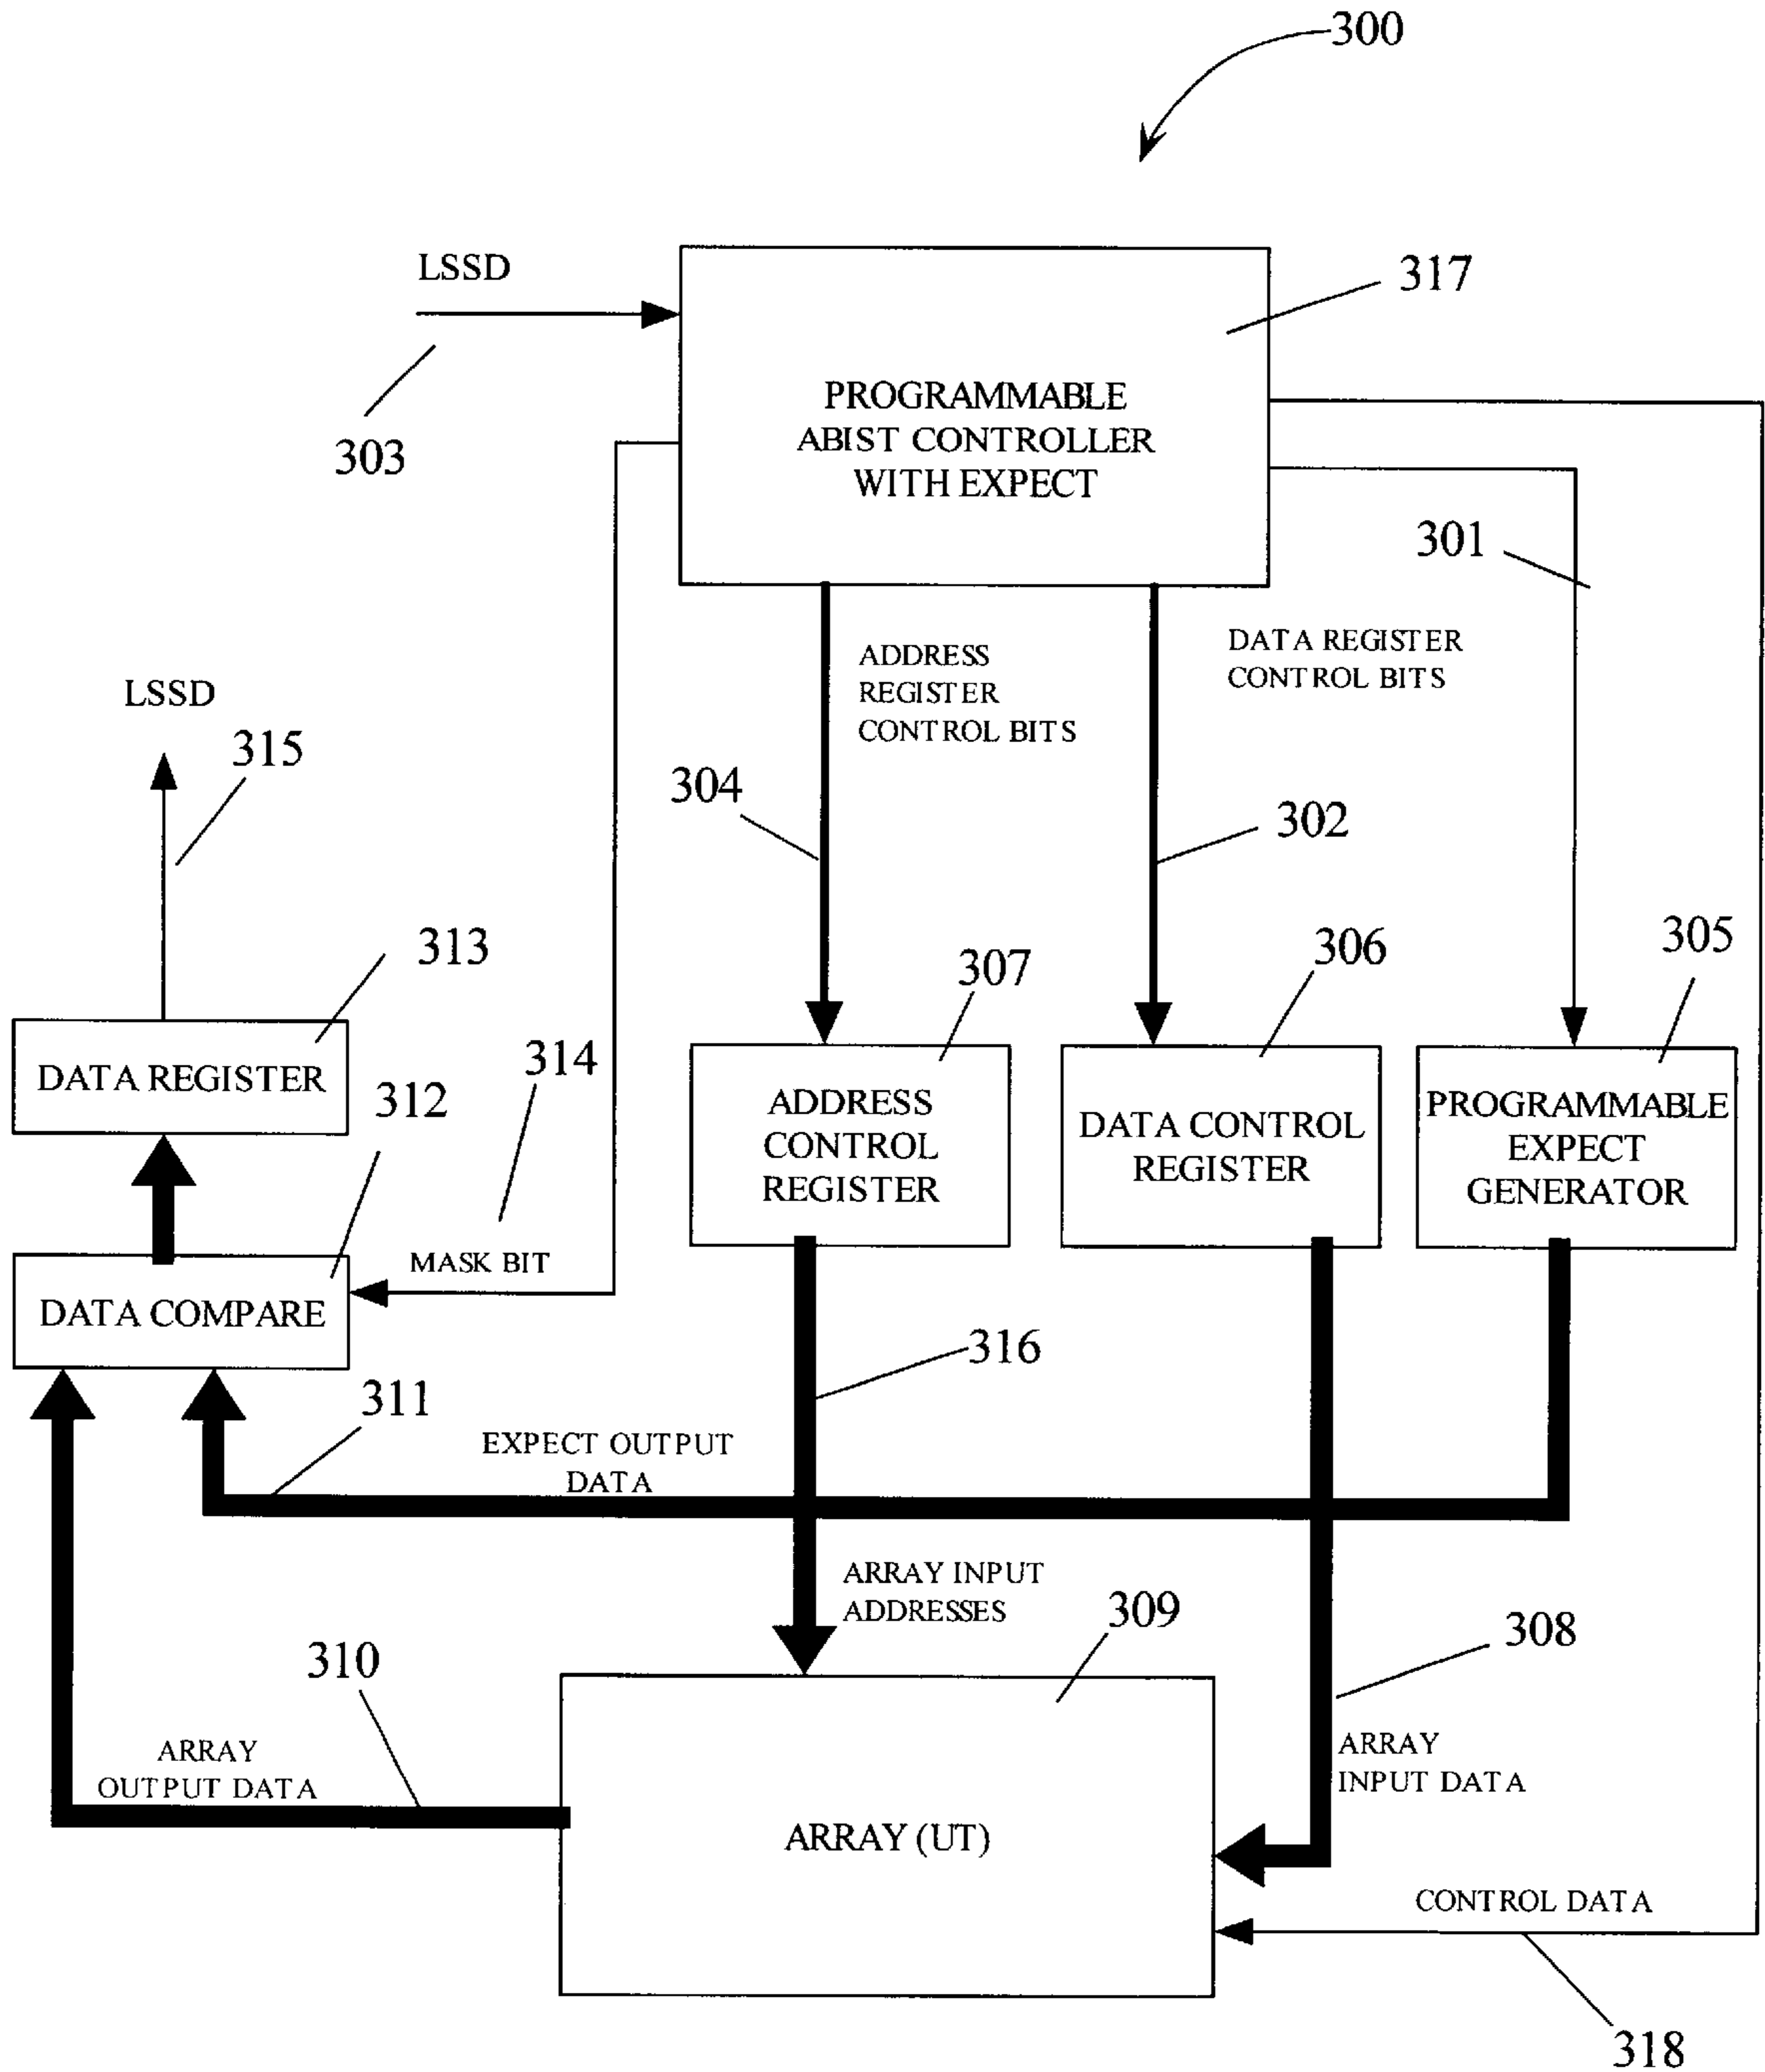 300
LSSD
317
303
PROGRAMMABLE
ABIST CONTROLLER
WITH EXPECT
301
ADDRESS
REGISTER
CONTROL BITS
DATA REGISTER
CONTROL BITS
LSSD
315
304
302
313
307
306
305
DATA REGISTER
314
312
ADDRESS
CONTROL
REGISTER
DATA CONTROL
REGISTER
PROGRAMMABLE
EXPECT
GENERATOR
MASK BIT
DATA COMPARE
316
311
EXPECT OUTPUT
DATA
ARRAY INPUT
ADDRESSES
309
308
310
ARRAY
OUTPUT DATA
ARRAY
INPUT DATA
ARRAY (UT)
CONTROL DATA
318